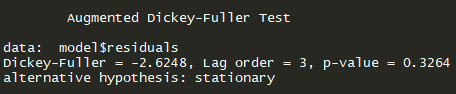 Augmented Dickey-Fuller Test
data: model$residuals
Dickey-Fuller = -2.6248, Lag order = 3, p-value = 0.3264
alternative hypothesis: stationary